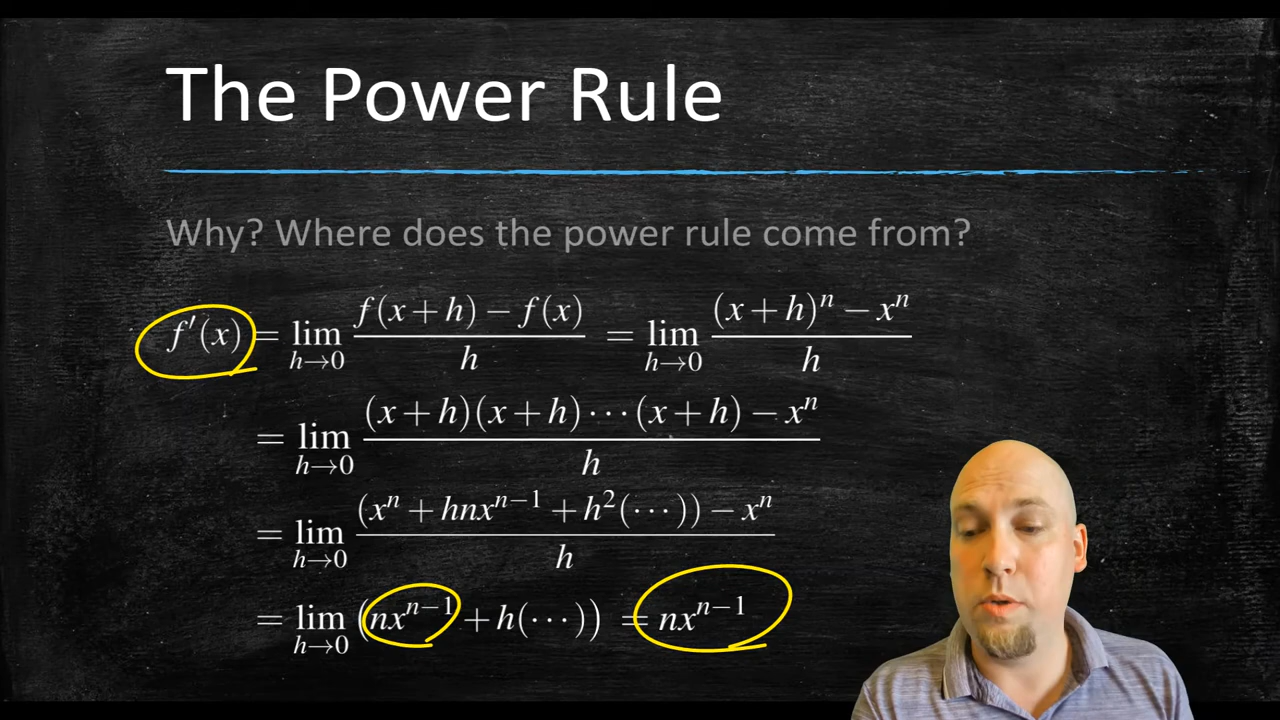 The Power Rule
Why? Where does the power rule come from?
f′(x) = lim_{h→0} (f(x+h) − f(x))/h = lim_{h→0} ((x+h)^n − x^n)/h
= lim_{h→0} ((x+h)(x+h)⋯(x+h) − x^n)/h
= lim_{h→0} ((x^n + hnx^{n−1} + h^2(⋯)) − x^n)/h
= lim_{h→0} (nx^{n−1} + h(⋯)) = nx^{n−1}